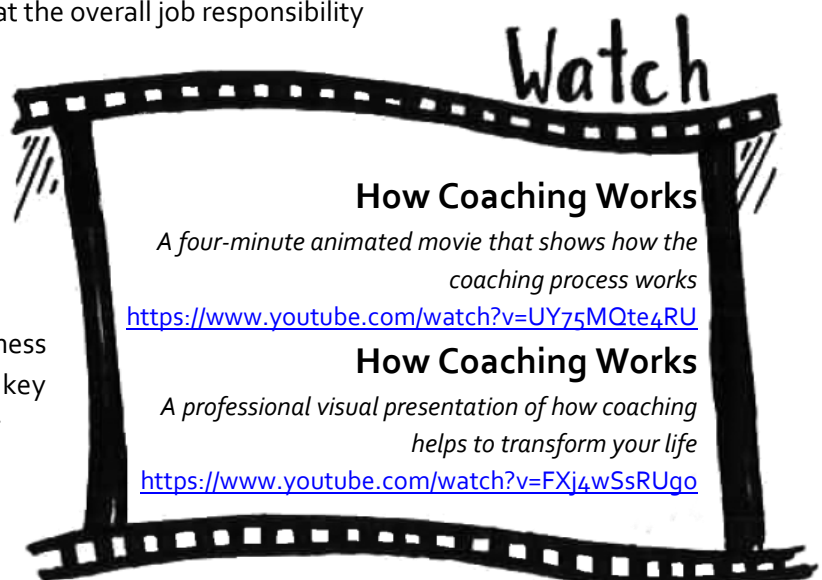 at the overall job responsibility
Watch
How Coaching Works
A four-minute animated movie that shows how the
coaching process works
https://www.youtube.com/watch?v=UY75MQte4RU
ness
key
How Coaching Works
A professional visual presentation of how coaching
helps to transform your life
https://www.youtube.com/watch?v=FXj4wSsRUgo